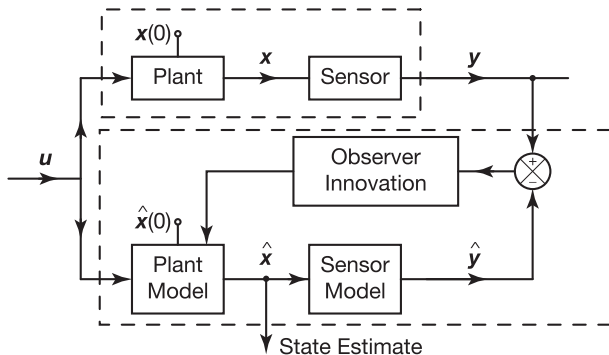 x(0)
Plant
x
Sensor
y
u
Observer
Innovation
+
−
x̂(0)
Plant
Model
x̂
Sensor
Model
ŷ
State Estimate